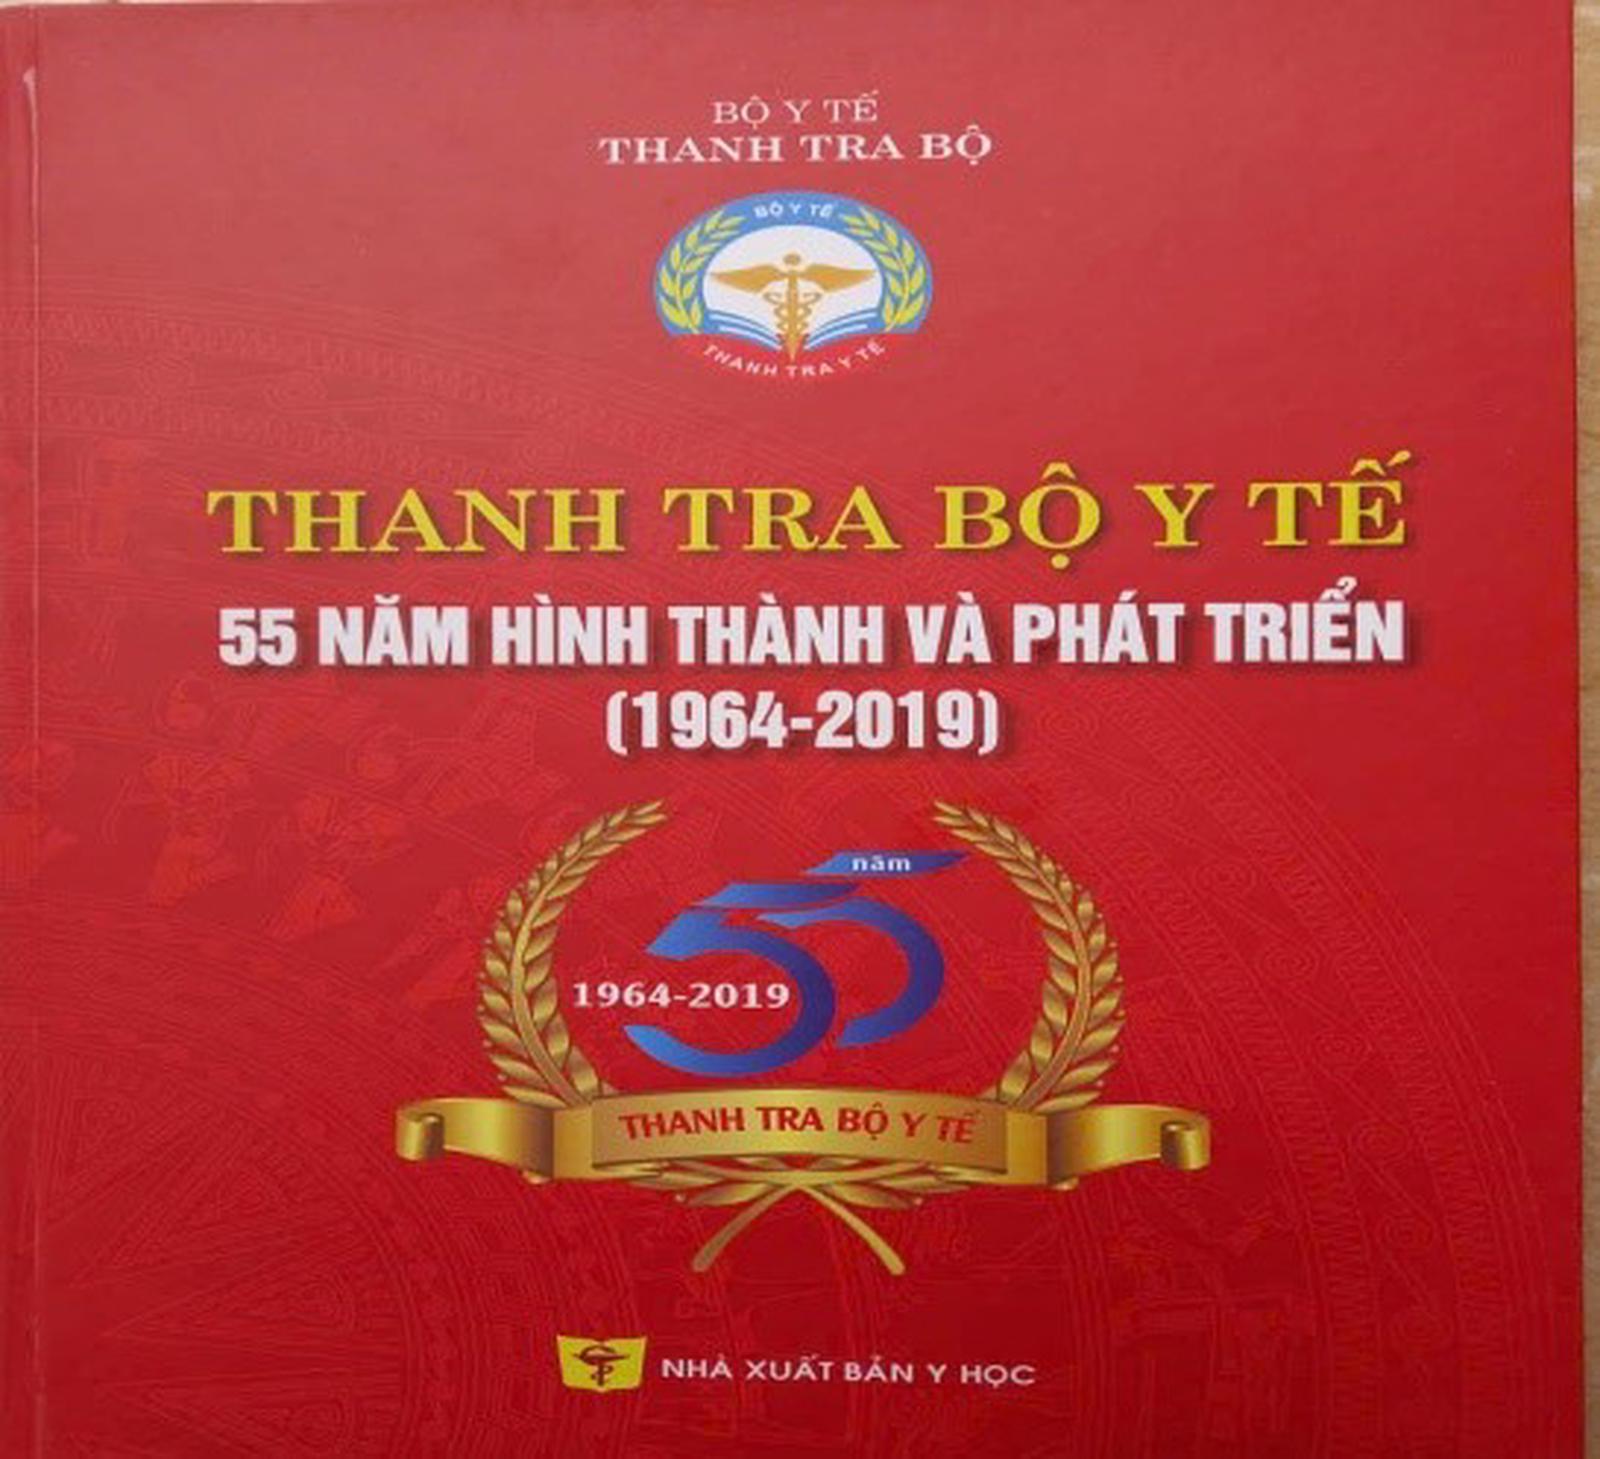 BỘ Y TẾ
THANH TRA BỘ
BỘ Y TẾ
THANH TRA Y TẾ
THANH TRA BỘ Y TẾ
55 NĂM HÌNH THÀNH VÀ PHÁT TRIỂN
(1964-2019)
năm
55
1964-2019
THANH TRA BỘ Y TẾ
NHÀ XUẤT BẢN Y HỌC